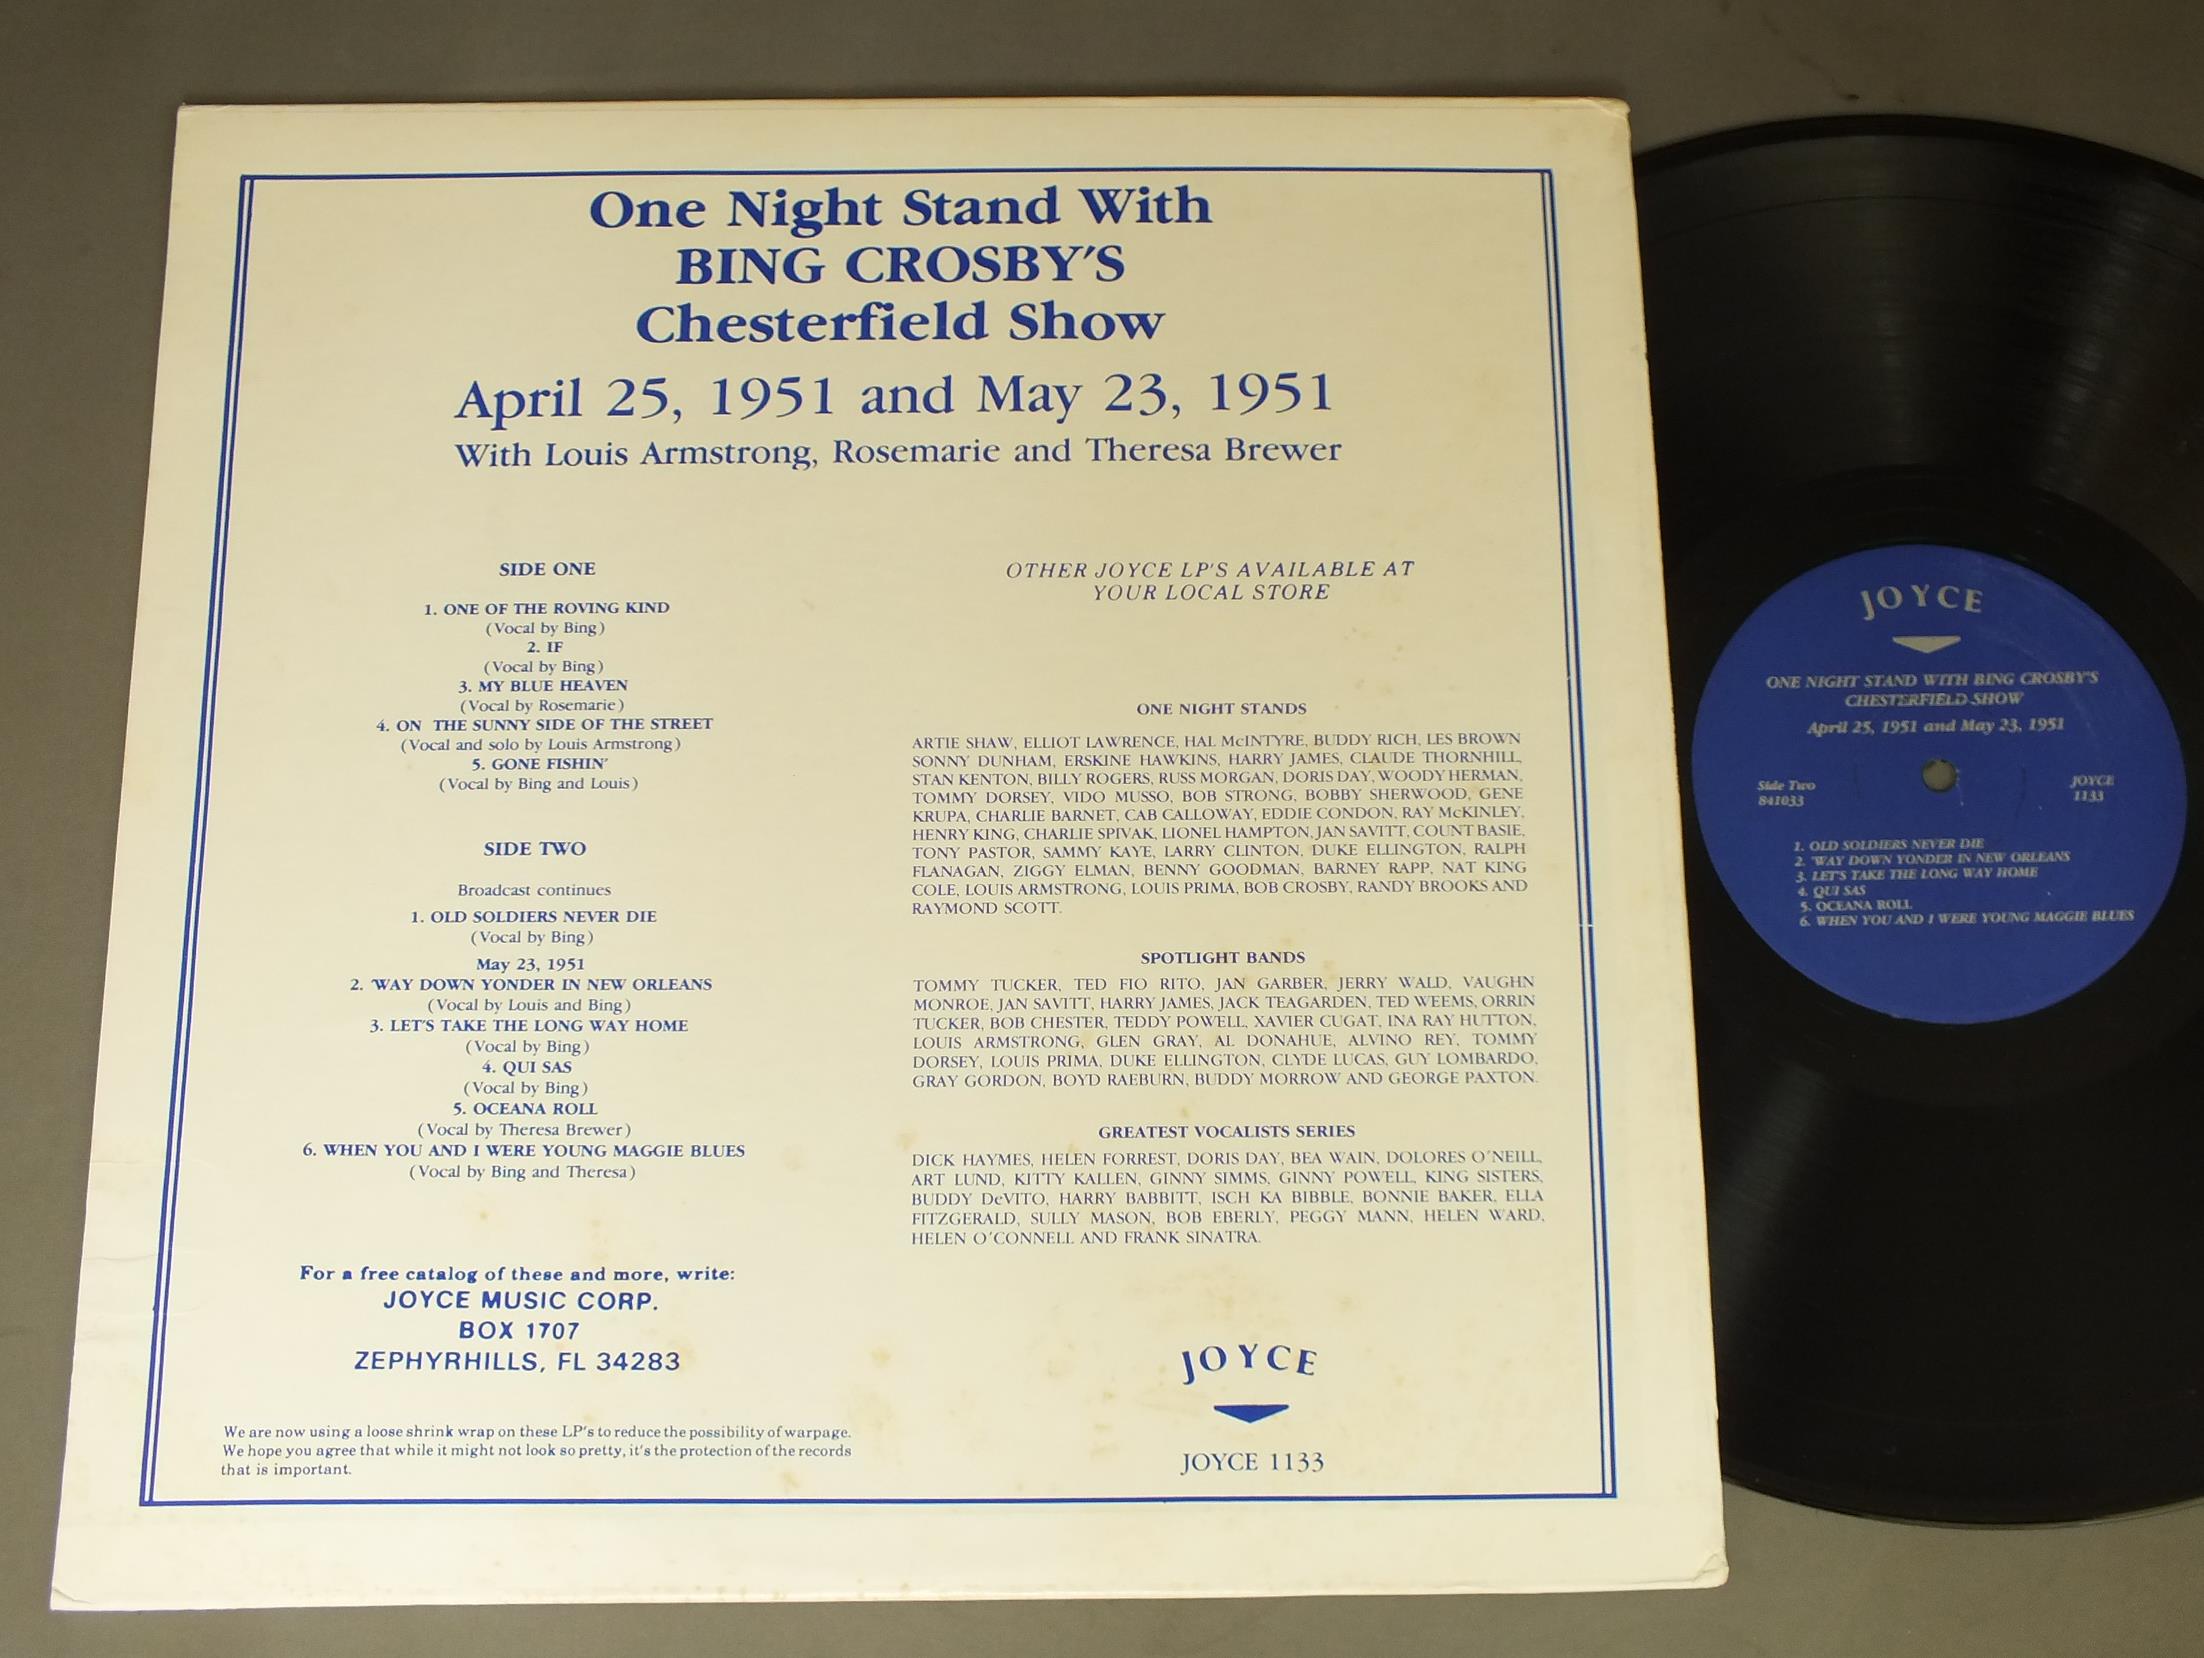 One Night Stand With
BING CROSBY'S
Chesterfield Show
April 25, 1951 and May 23, 1951
With Louis Armstrong, Rosemarie and Theresa Brewer
SIDE ONE
1. ONE OF THE ROVING KIND
(Vocal by Bing)
2. IF
(Vocal by Bing)
3. MY BLUE HEAVEN
(Vocal by Rosemarie)
4. ON THE SUNNY SIDE OF THE STREET
(Vocal and solo by Louis Armstrong)
5. GONE FISHIN'
(Vocal by Bing and Louis)
SIDE TWO
Broadcast continues
1. OLD SOLDIERS NEVER DIE
(Vocal by Bing)
May 23, 1951
2. 'WAY DOWN YONDER IN NEW ORLEANS
(Vocal by Louis and Bing)
3. LET'S TAKE THE LONG WAY HOME
(Vocal by Bing)
4. QUI SAS
(Vocal by Bing)
5. OCEANA ROLL
(Vocal by Theresa Brewer)
6. WHEN YOU AND I WERE YOUNG MAGGIE BLUES
(Vocal by Bing and Theresa)
For a free catalog of these and more, write:
JOYCE MUSIC CORP.
BOX 1707
ZEPHYRHILLS, FL 34283
We are now using a loose shrink wrap on these LP's to reduce the possibility of warpage.
We hope you agree that while it might not look so pretty, it's the protection of the records
that is important.
OTHER JOYCE LP'S AVAILABLE AT
YOUR LOCAL STORE
ONE NIGHT STANDS
ARTIE SHAW, ELLIOT LAWRENCE, HAL McINTYRE, BUDDY RICH, LES BROWN
SONNY DUNHAM, ERSKINE HAWKINS, HARRY JAMES, CLAUDE THORNHILL,
STAN KENTON, BILLY ROGERS, RUSS MORGAN, DORIS DAY, WOODY HERMAN,
TOMMY DORSEY, VIDO MUSSO, BOB STRONG, BOBBY SHERWOOD, GENE
KRUPA, CHARLIE BARNET, CAB CALLOWAY, EDDIE CONDON, RAY McKINLEY,
HENRY KING, CHARLIE SPIVAK, LIONEL HAMPTON, JAN SAVITT, COUNT BASIE,
TONY PASTOR, SAMMY KAYE, LARRY CLINTON, DUKE ELLINGTON, RALPH
FLANAGAN, ZIGGY ELMAN, BENNY GOODMAN, BARNEY RAPP, NAT KING
COLE, LOUIS ARMSTRONG, LOUIS PRIMA, BOB CROSBY, RANDY BROOKS AND
RAYMOND SCOTT.
SPOTLIGHT BANDS
TOMMY TUCKER, TED FIO RITO, JAN GARBER, JERRY WALD, VAUGHN
MONROE, JAN SAVITT, HARRY JAMES, JACK TEAGARDEN, TED WEEMS, ORRIN
TUCKER, BOB CHESTER, TEDDY POWELL, XAVIER CUGAT, INA RAY HUTTON,
LOUIS ARMSTRONG, GLEN GRAY, AL DONAHUE, ALVINO REY, TOMMY
DORSEY, LOUIS PRIMA, DUKE ELLINGTON, CLYDE LUCAS, GUY LOMBARDO,
GRAY GORDON, BOYD RAEBURN, BUDDY MORROW AND GEORGE PAXTON.
GREATEST VOCALISTS SERIES
DICK HAYMES, HELEN FORREST, DORIS DAY, BEA WAIN, DOLORES O'NEILL,
ART LUND, KITTY KALLEN, GINNY SIMMS, GINNY POWELL, KING SISTERS,
BUDDY DeVITO, HARRY BABBITT, ISCH KA BIBBLE, BONNIE BAKER, ELLA
FITZGERALD, SULLY MASON, BOB EBERLY, PEGGY MANN, HELEN WARD,
HELEN O'CONNELL AND FRANK SINATRA.
JOYCE
JOYCE 1133
JOYCE
ONE NIGHT STAND WITH BING CROSBY'S
CHESTERFIELD SHOW
April 25, 1951 and May 23, 1951
Side Two
841033
JOYCE
1133
1. OLD SOLDIERS NEVER DIE
2. 'WAY DOWN YONDER IN NEW ORLEANS
3. LET'S TAKE THE LONG WAY HOME
4. QUI SAS
5. OCEANA ROLL
6. WHEN YOU AND I WERE YOUNG MAGGIE BLUES